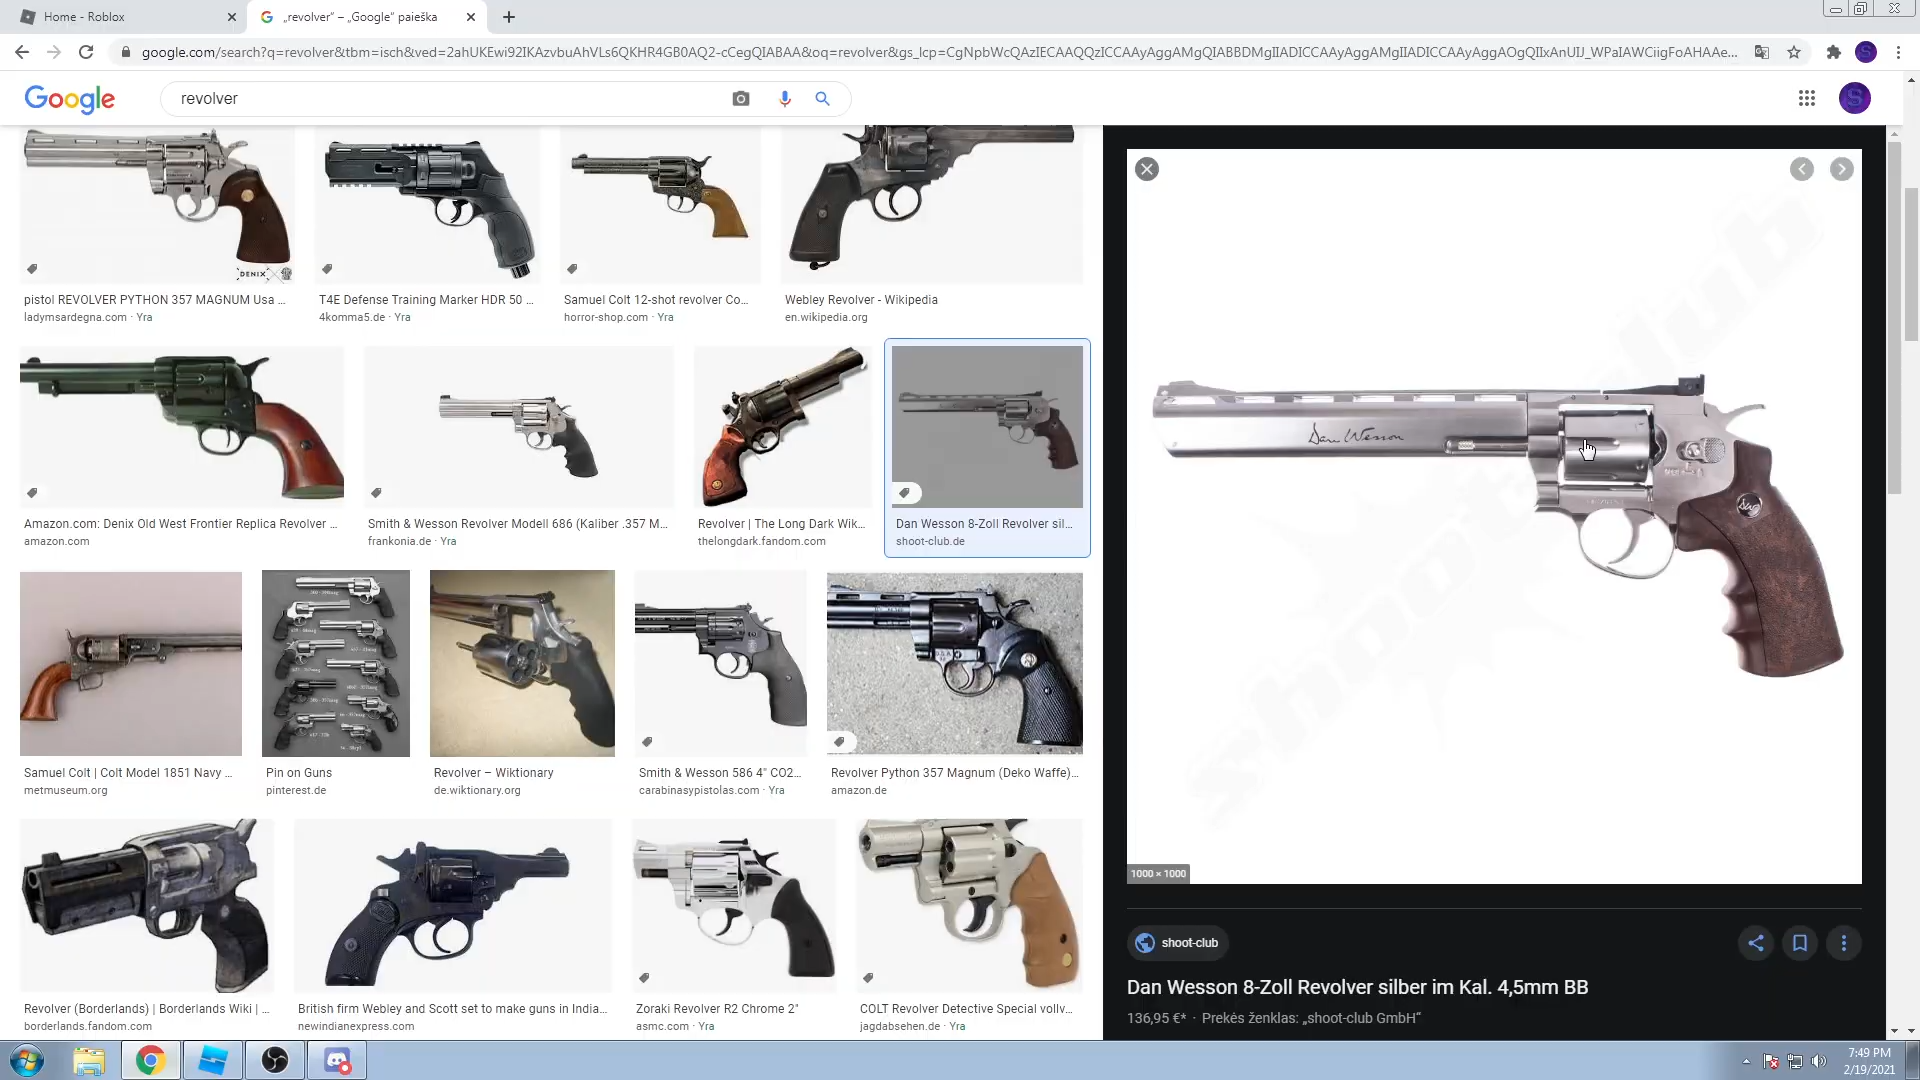 Home - Roblox
„revolver“ – „Google“ paieška
google.com/search?q=revolver&tbm=isch&ved=2ahUKEwi92IKAzvbuAhVLs6QKHR4GB0AQ2-cCegQIABAA&oq=revolver&gs_lcp=CgNpbWcQAzIECAAQQzICCAAyAggAMgQIABBDMgIIADICCAAyAggAMgIIADICCAAyAggAOgQIIxAnUIJ_WPaIAWCiigFoAHAAe...
Google
revolver
S
DENIX
pistol REVOLVER PYTHON 357 MAGNUM Usa ...
ladymsardegna.com · Yra
T4E Defense Training Marker HDR 50 ...
4komma5.de · Yra
Samuel Colt 12-shot revolver Co...
horror-shop.com · Yra
Webley Revolver - Wikipedia
en.wikipedia.org
Amazon.com: Denix Old West Frontier Replica Revolver ...
amazon.com
Smith & Wesson Revolver Modell 686 (Kaliber .357 M...
frankonia.de · Yra
Revolver | The Long Dark Wik...
thelongdark.fandom.com
Dan Wesson 8-Zoll Revolver sil...
shoot-club.de
Samuel Colt | Colt Model 1851 Navy ...
metmuseum.org
Pin on Guns
pinterest.de
Revolver – Wiktionary
de.wiktionary.org
Smith & Wesson 586 4" CO2...
carabinasypistolas.com · Yra
Revolver Python 357 Magnum (Deko Waffe)...
amazon.de
Revolver (Borderlands) | Borderlands Wiki | ...
borderlands.fandom.com
British firm Webley and Scott set to make guns in India...
newindianexpress.com
Zoraki Revolver R2 Chrome 2"
asmc.com · Yra
COLT Revolver Detective Special vollv...
jagdabsehen.de · Yra
Dan Wesson
shoot-club
1000 × 1000
shoot-club
Dan Wesson 8-Zoll Revolver silber im Kal. 4,5mm BB
136,95 €* · Prekės ženklas: „shoot-club GmbH“
7:49 PM
2/19/2021